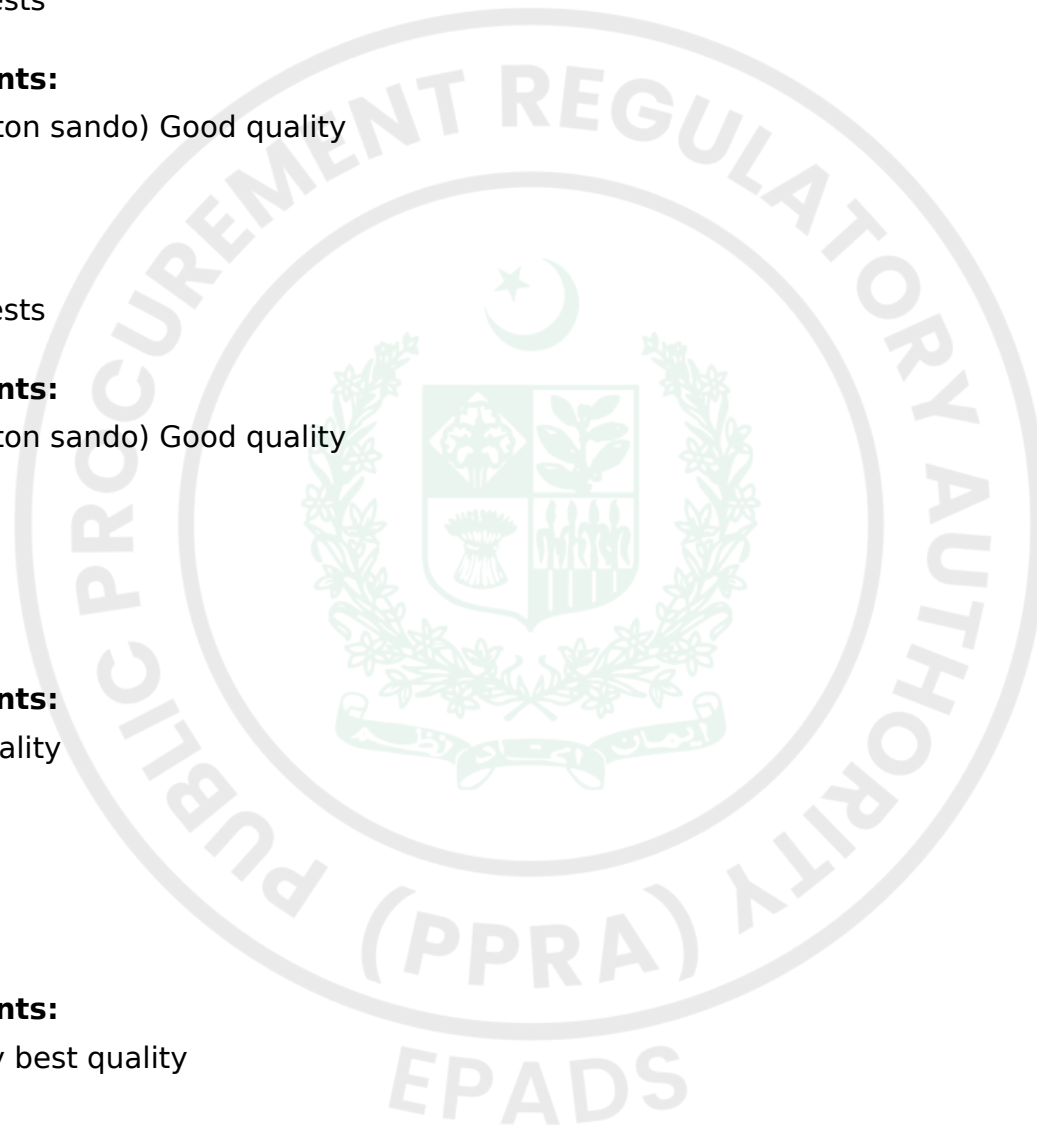 ests
nts:
ton sando) Good quality
ests
nts:
ton sando) Good quality
nts:
ality
nts:
y best quality
PUBLIC PROCUREMENT REGULATORY AUTHORITY
(PPRA)
EPADS